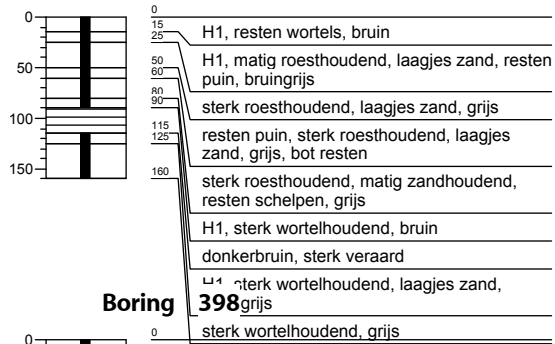 0
50
100
150
0
15
25
50
60
80
90
115
125
160
H1, resten wortels, bruin
H1, matig roesthoudend, laagjes zand, resten
puin, bruingrijs
sterk roesthoudend, laagjes zand, grijs
resten puin, sterk roesthoudend, laagjes
zand, grijs, bot resten
sterk roesthoudend, matig zandhoudend,
resten schelpen, grijs
H1, sterk wortelhoudend, bruin
donkerbruin, sterk veraard
H1, sterk wortelhoudend, laagjes zand,
grijs
Boring 398
sterk wortelhoudend, grijs
0
0